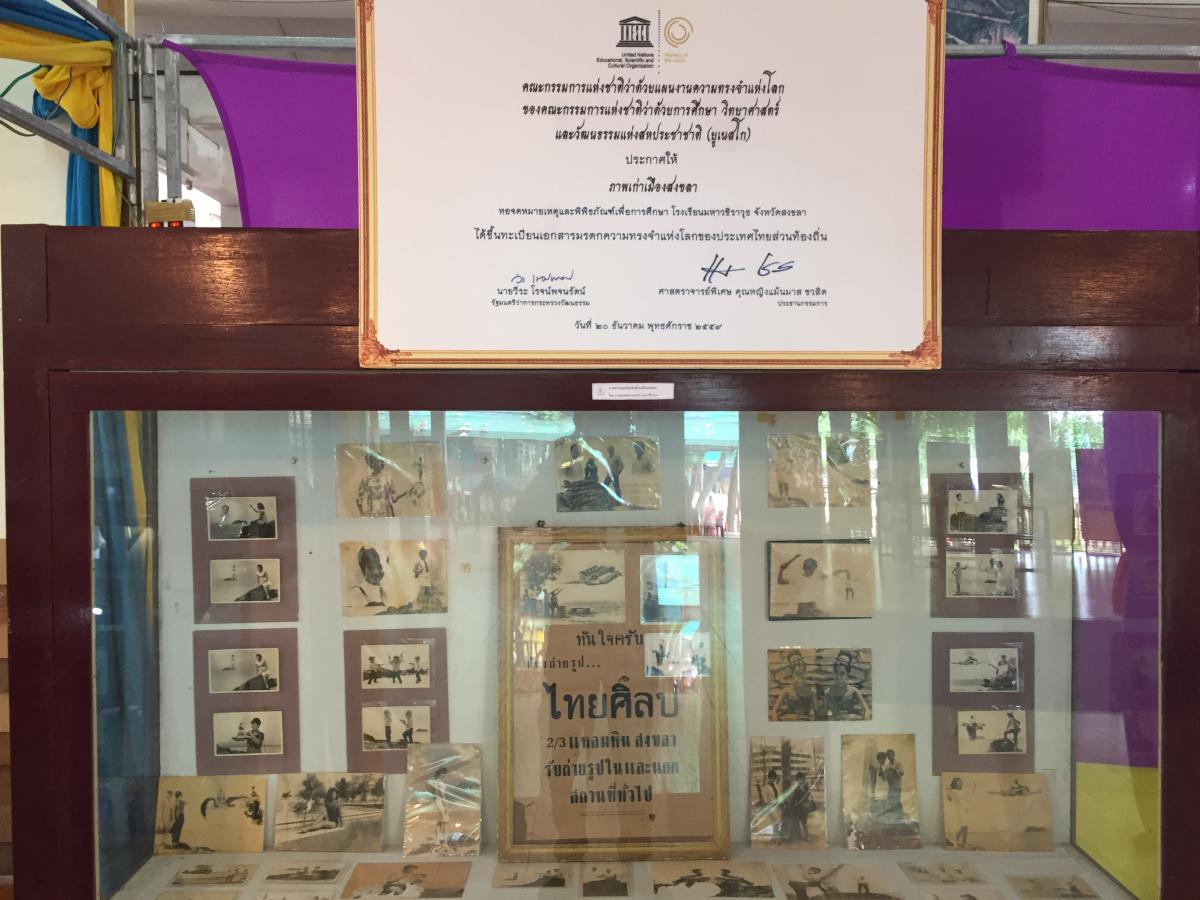 United Nations
Educational, Scientific and
Cultural Organization
Memory of
the World
คณะกรรมการแห่งชาติว่าด้วยแผนงานความทรงจำแห่งโลก
ของคณะกรรมการแห่งชาติว่าด้วยการศึกษา วิทยาศาสตร์
และวัฒนธรรมแห่งสหประชาชาติ (ยูเนสโก)
ประกาศให้
ภาพเก่าเมืองสงขลา
หอจดหมายเหตุและพิพิธภัณฑ์เพื่อการศึกษา โรงเรียนมหาวชิราวุธ จังหวัดสงขลา
ได้ขึ้นทะเบียนเอกสารมรดกความทรงจำแห่งโลกของประเทศไทยส่วนท้องถิ่น
นายวีระ โรจน์พจนรัตน์
รัฐมนตรีว่าการกระทรวงวัฒนธรรม
ศาสตราจารย์พิเศษ คุณหญิงแม้นมาส ชวลิต
ประธานกรรมการ
วันที่ ๒๐ ธันวาคม พุทธศักราช ๒๕๕๙
ทันใจครับ
ถ่ายรูป...
ไทยศิ์ลป
2/3 แหลมหิน สงขลา
รับถ่ายรูปในและนอก
สถานที่ทั่วไป